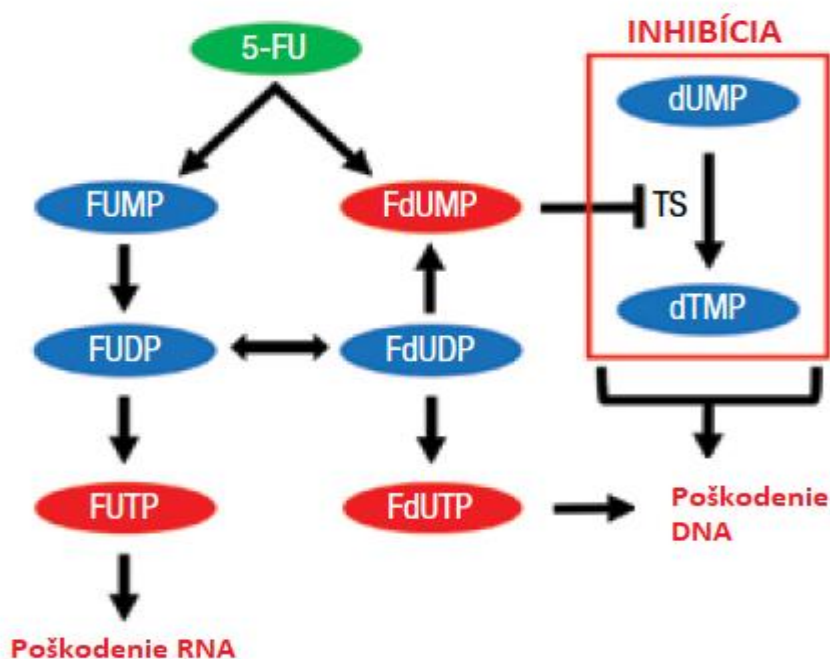 5-FU
INHIBÍCIA
dUMP
FUMP
FdUMP
TS
dTMP
FUDP
FdUDP
FUTP
FdUTP
Poškodenie
DNA
Poškodenie RNA